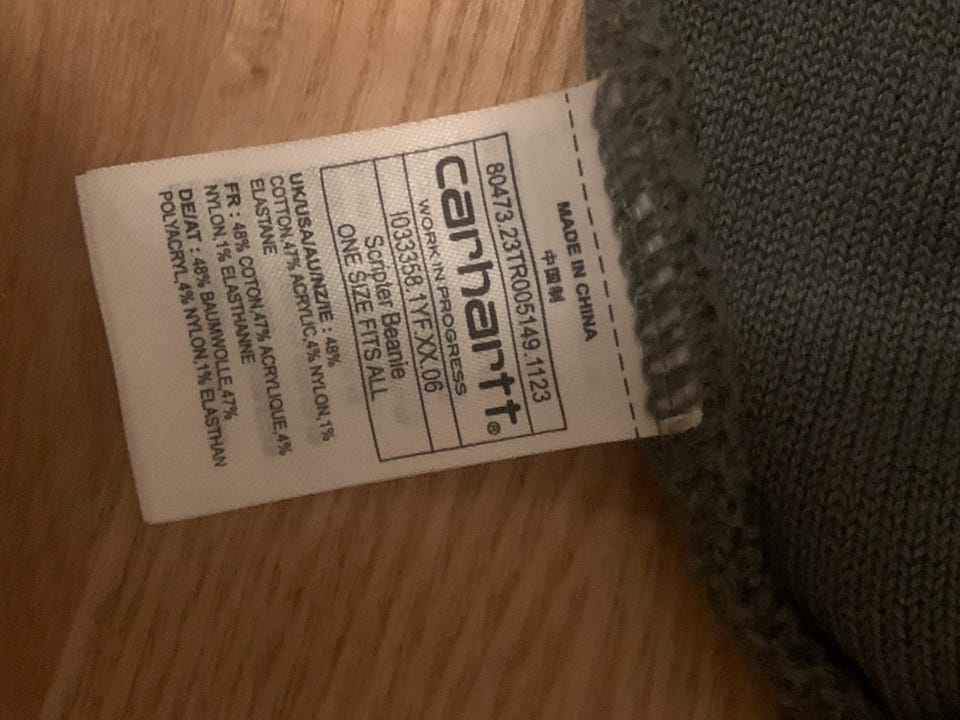 MADE IN CHINA
中国制
80473.23TR005149.1123
carhartt®
WORK IN PROGRESS
I033358.1YF.XX.06
Scripter Beanie
ONE SIZE FITS ALL
UK/USA/AU/NZ/IE : 48%
COTTON,47% ACRYLIC,4% NYLON,1%
ELASTANE
FR : 48% COTON,47% ACRYLIQUE,4%
NYLON,1% ELASTHANNE
DE/AT : 48% BAUMWOLLE,47%
POLYACRYL,4% NYLON,1% ELASTHAN